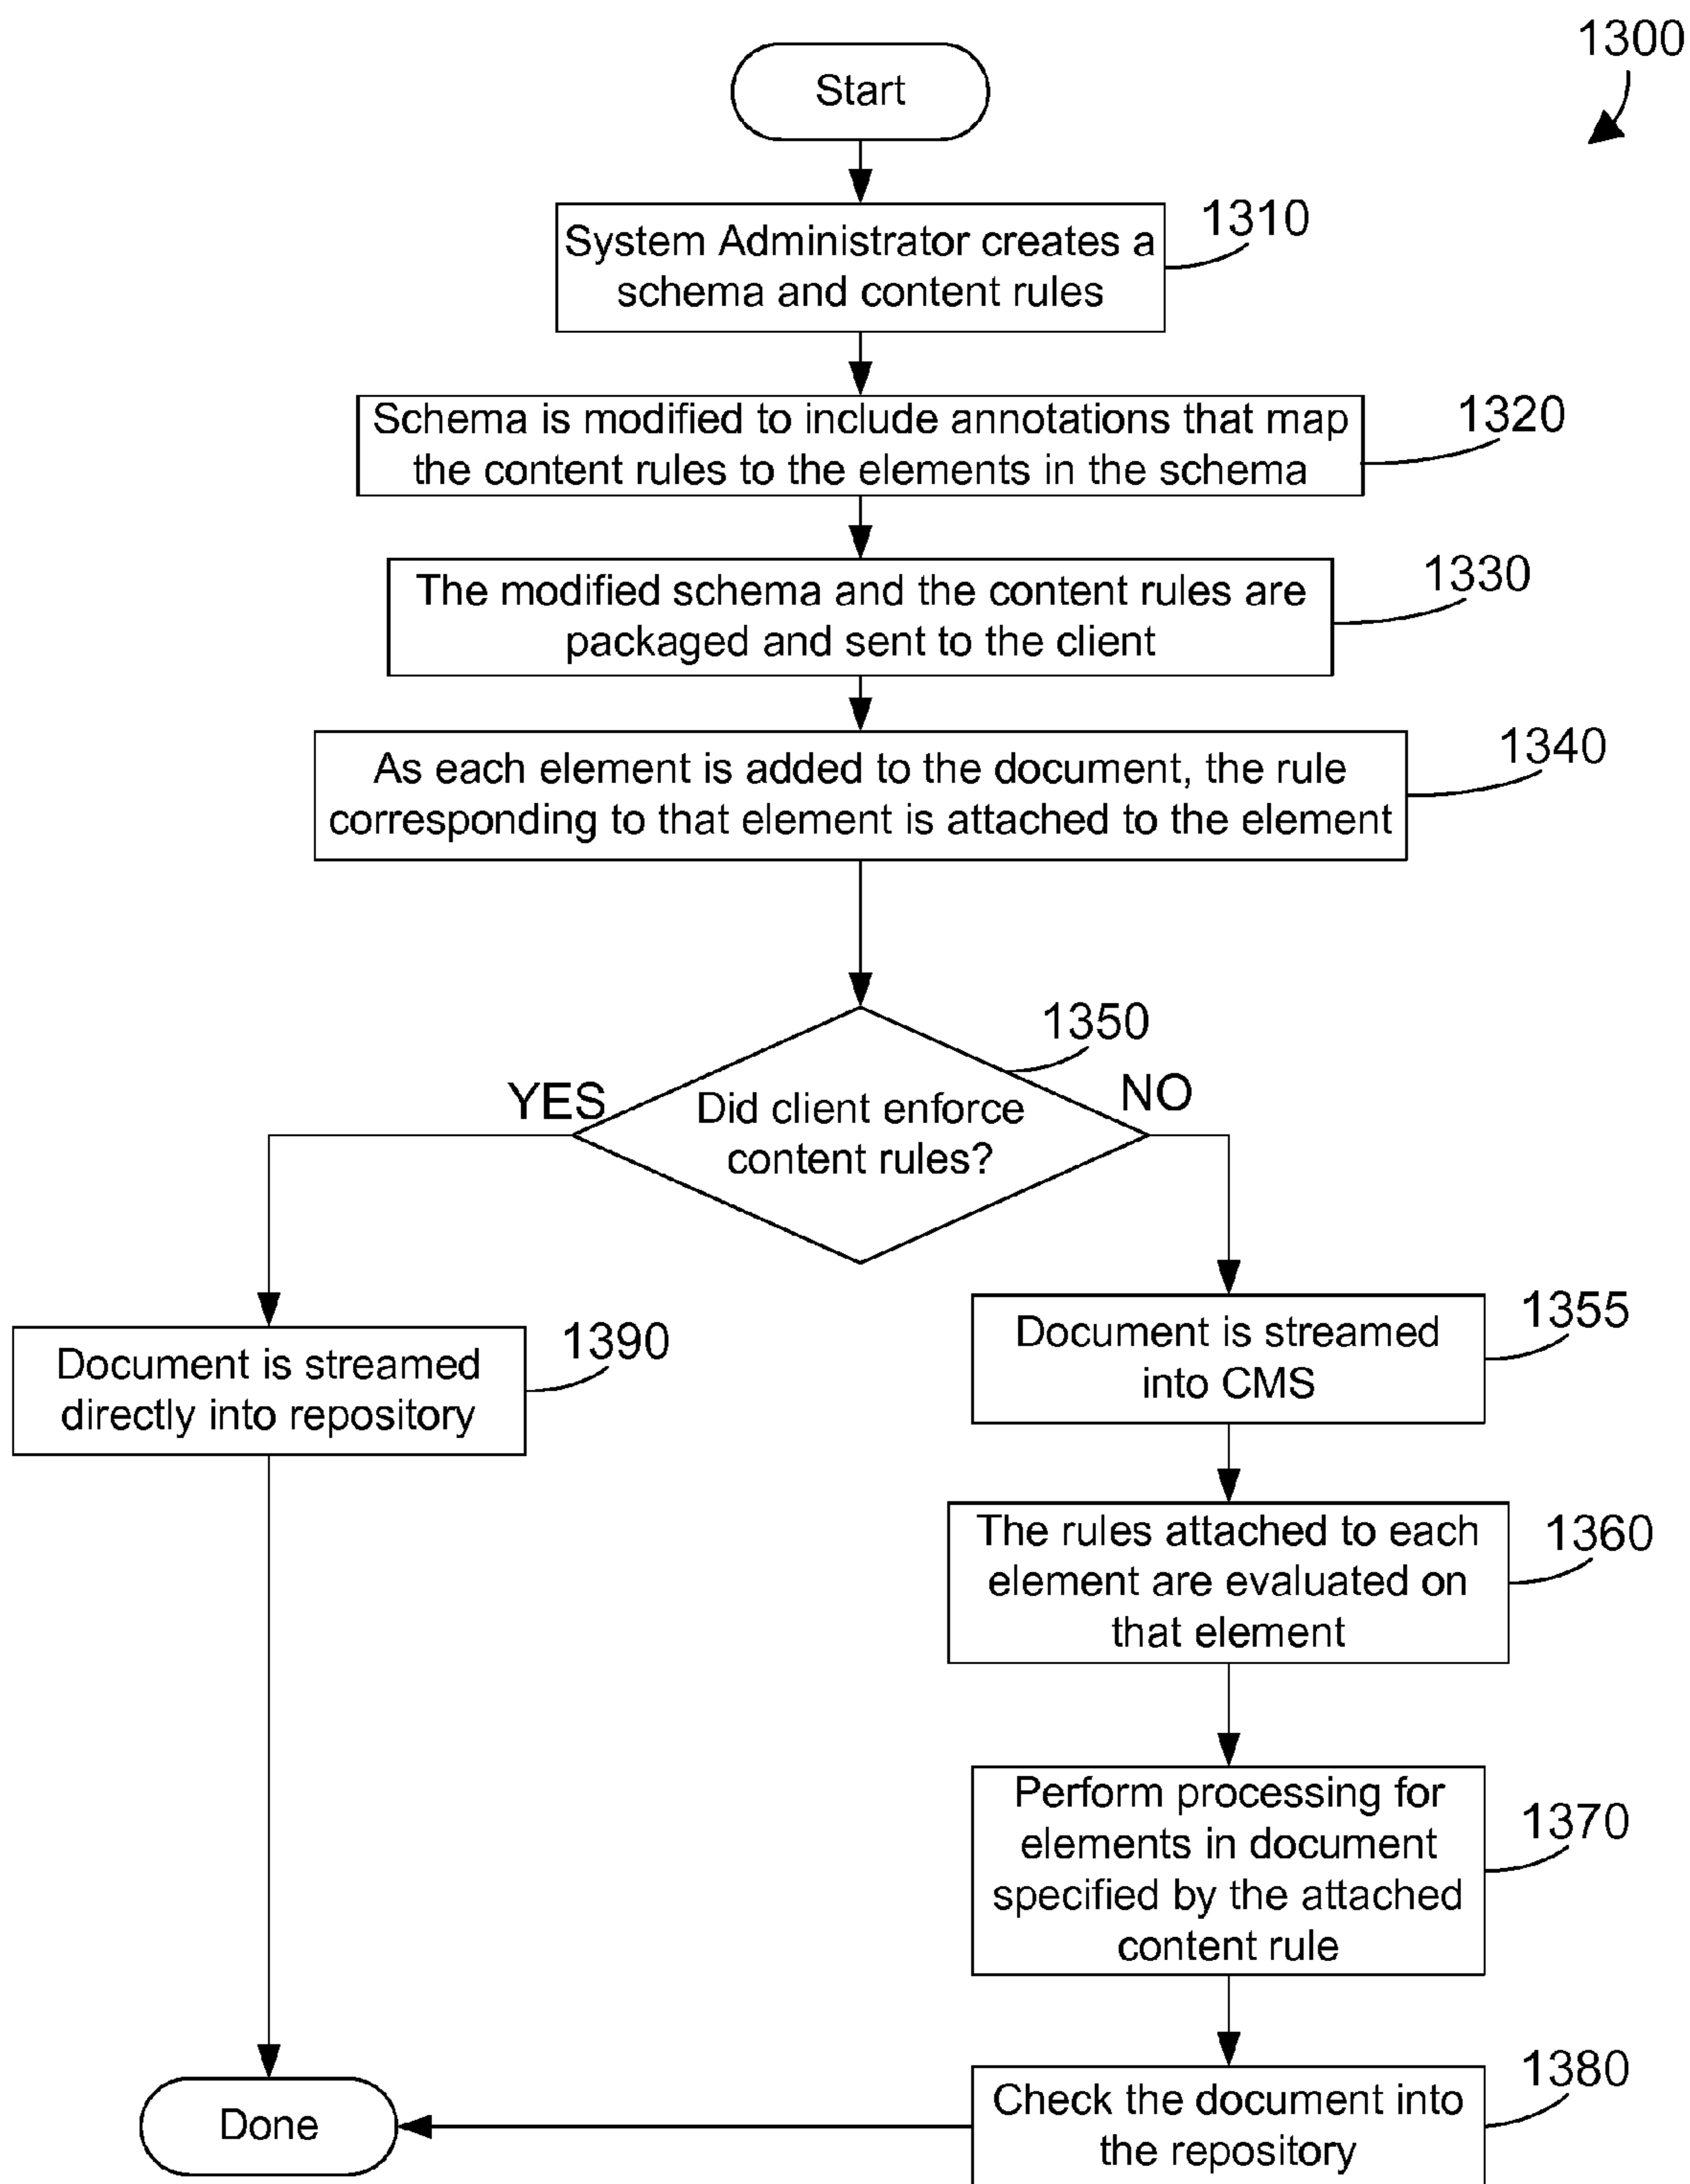 1300
Start
1310
System Administrator creates a
schema and content rules
1320
Schema is modified to include annotations that map
the content rules to the elements in the schema
1330
The modified schema and the content rules are
packaged and sent to the client
1340
As each element is added to the document, the rule
corresponding to that element is attached to the element
1350
YES
NO
Did client enforce
content rules?
1390
Document is streamed
directly into repository
1355
Document is streamed
into CMS
1360
The rules attached to each
element are evaluated on
that element
1370
Perform processing for
elements in document
specified by the attached
content rule
1380
Check the document into
the repository
Done